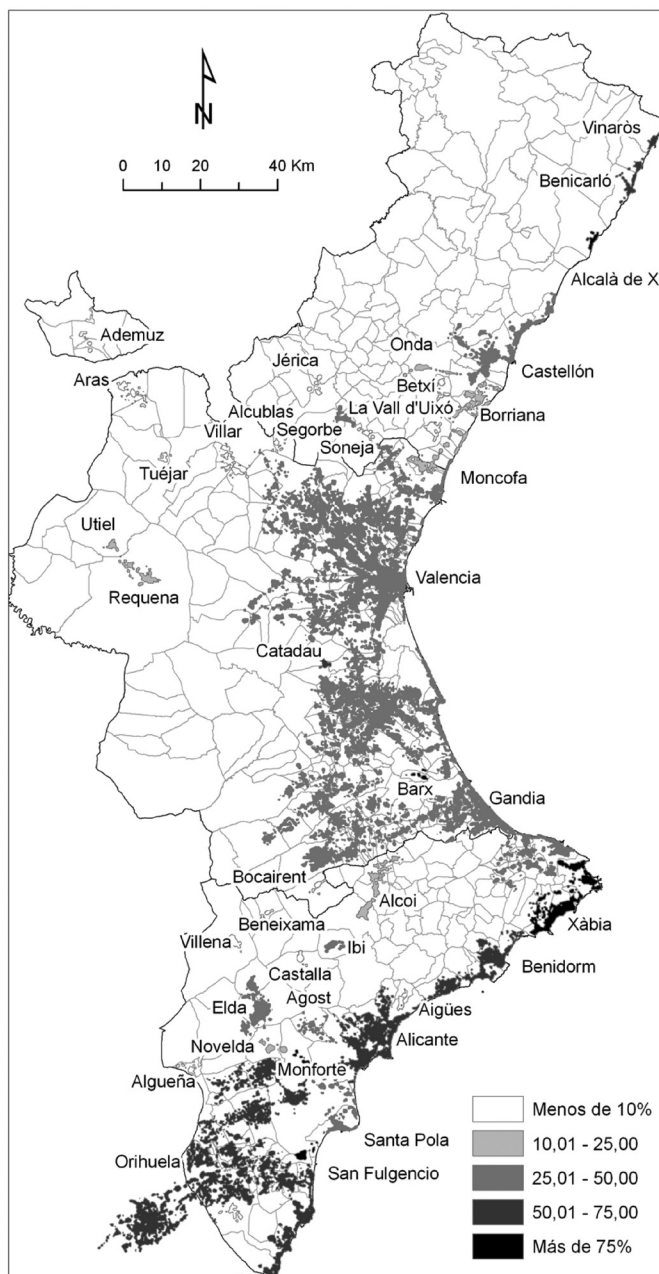 N
0 10 20 40 Km
Vinaròs
Benicarló
Alcalà de X
Ademuz
Onda
Jérica
Castellón
Aras
Betxí
Alcublas
La Vall d'Uixó
Borriana
Villar
Segorbe
Soneja
Tuéjar
Moncofa
Utiel
Valencia
Requena
Catadau
Barx
Gandia
Bocairent
Alcoi
Beneixama
Xàbia
Villena
Ibi
Castalla
Benidorm
Agost
Elda
Aigües
Novelda
Alicante
Monforte
Algueña
Santa Pola
Orihuela
San Fulgencio
Menos de 10%
10,01 - 25,00
25,01 - 50,00
50,01 - 75,00
Más de 75%